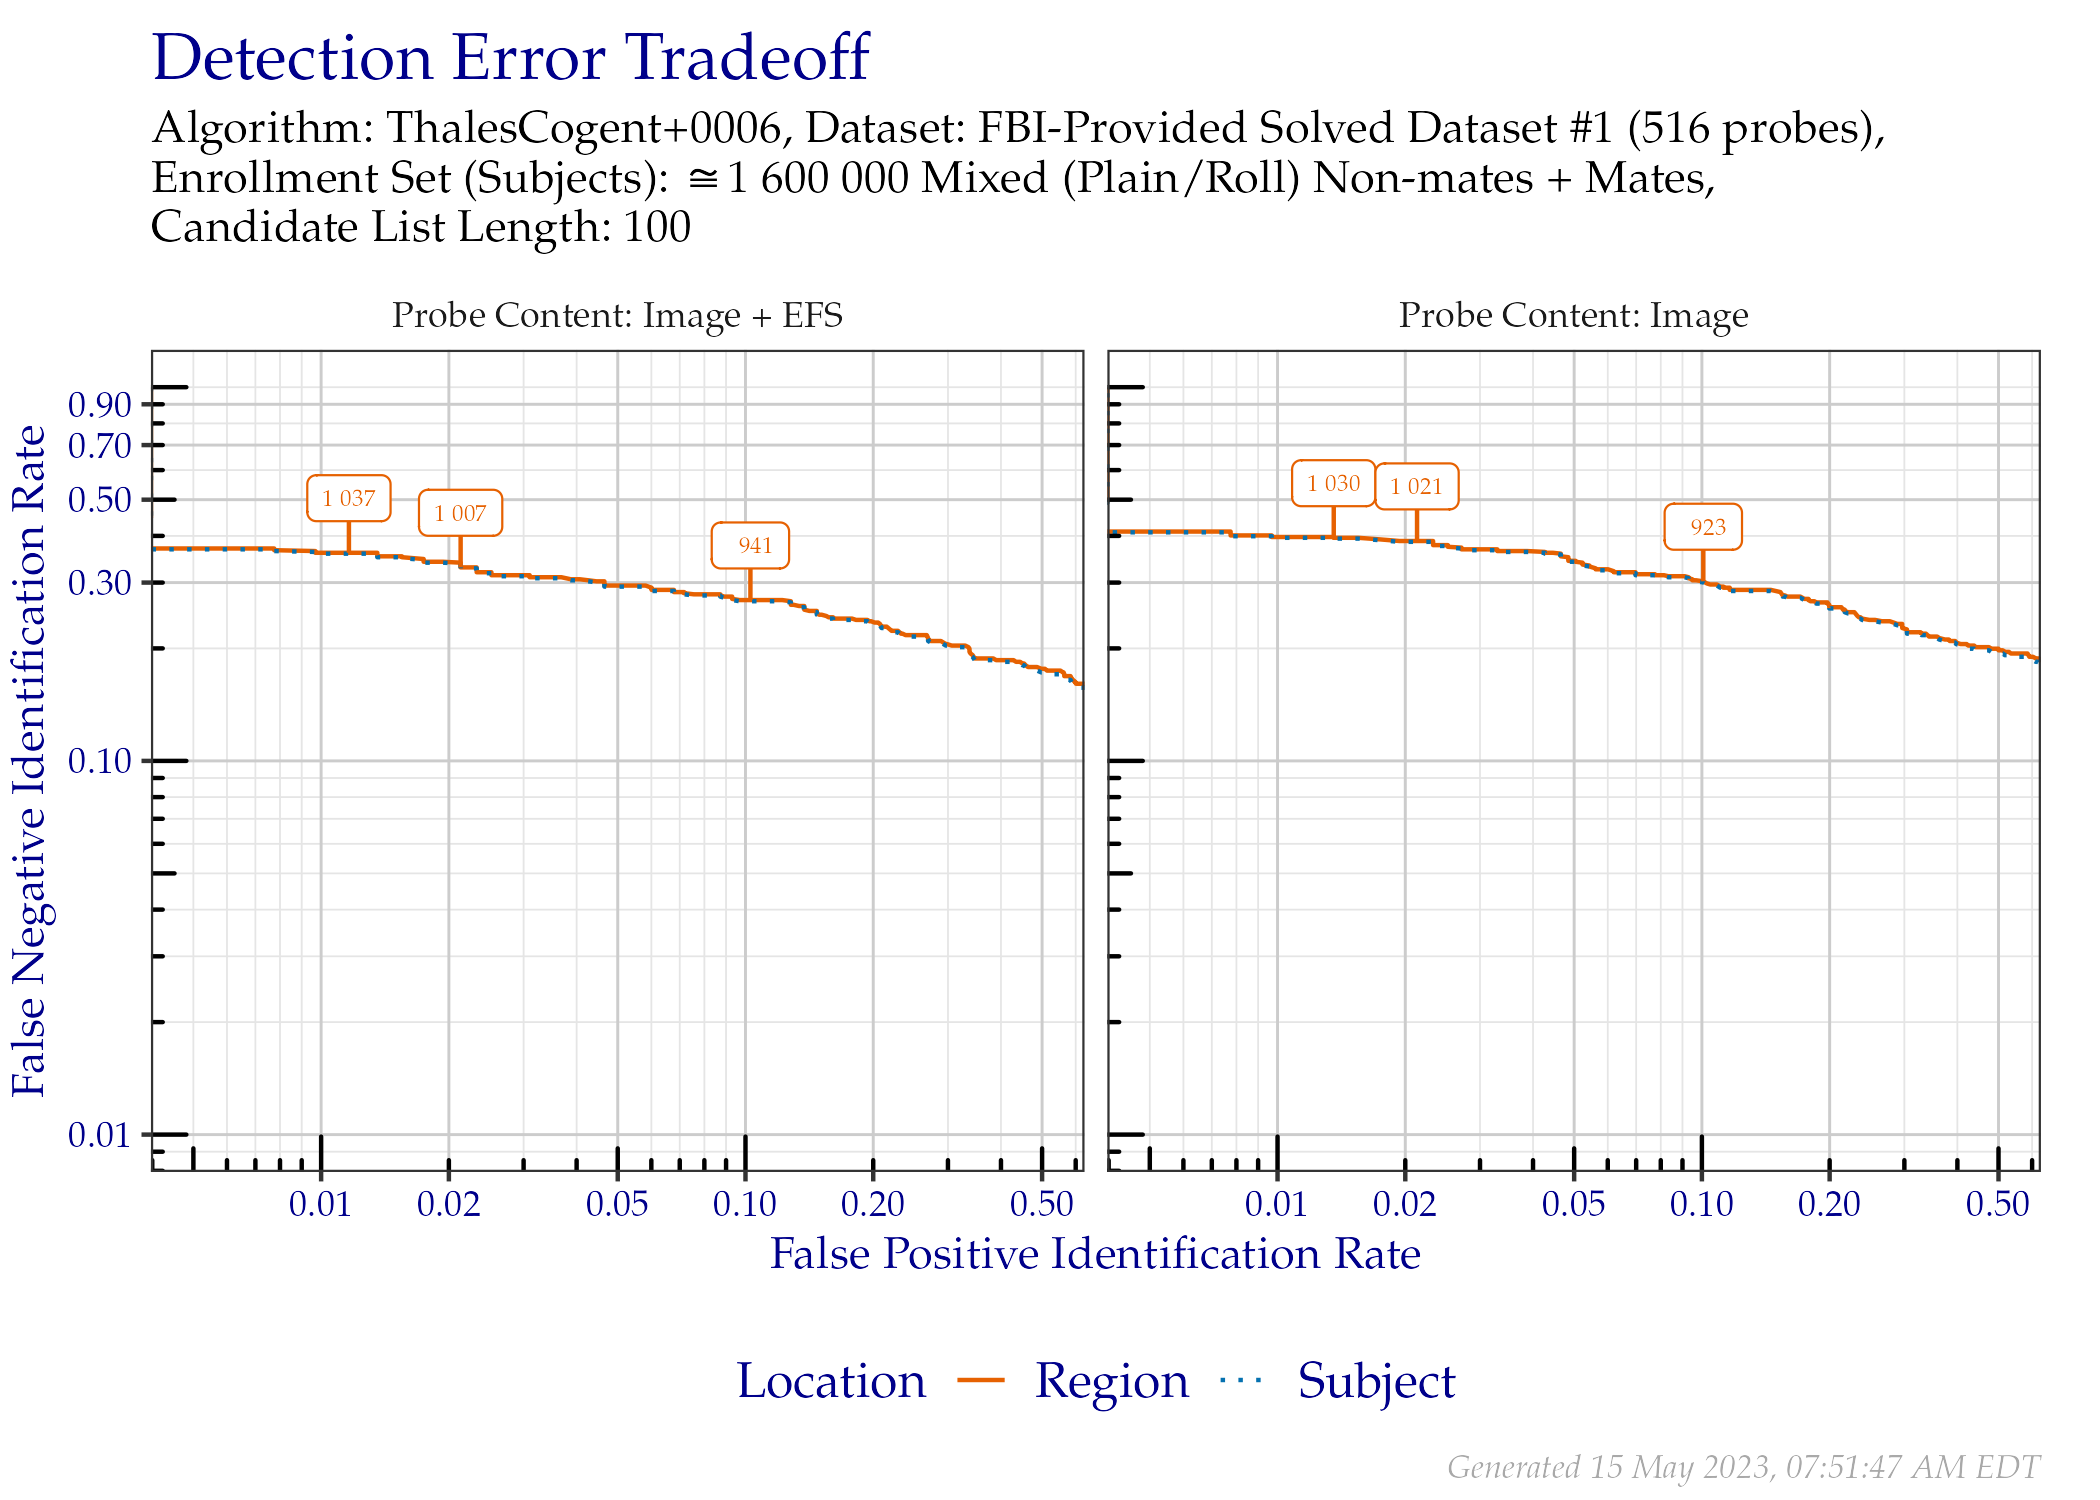 Detection Error Tradeoff
Algorithm: ThalesCogent+0006, Dataset: FBI-Provided Solved Dataset #1 (516 probes),
Enrollment Set (Subjects): ≅1 600 000 Mixed (Plain/Roll) Non-mates + Mates,
Candidate List Length: 100
Probe Content: Image + EFS
Probe Content: Image
False Negative Identification Rate
0.90
0.70
0.50
0.30
0.10
0.01
1 037
1 007
941
1 030
1 021
923
0.01 0.02 0.05 0.10 0.20 0.50
0.01 0.02 0.05 0.10 0.20 0.50
False Positive Identification Rate
Location Region Subject
Generated 15 May 2023, 07:51:47 AM EDT